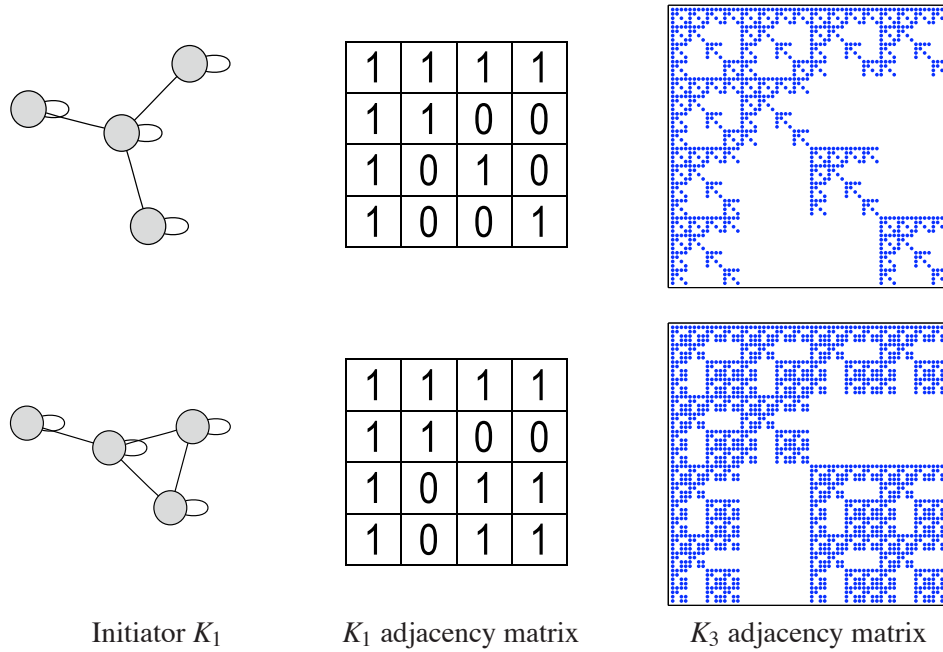 1 1 1 1
1 1 0 0
1 0 1 0
1 0 0 1
1 1 1 1
1 1 0 0
1 0 1 1
1 0 1 1
Initiator K1 K1 adjacency matrix K3 adjacency matrix